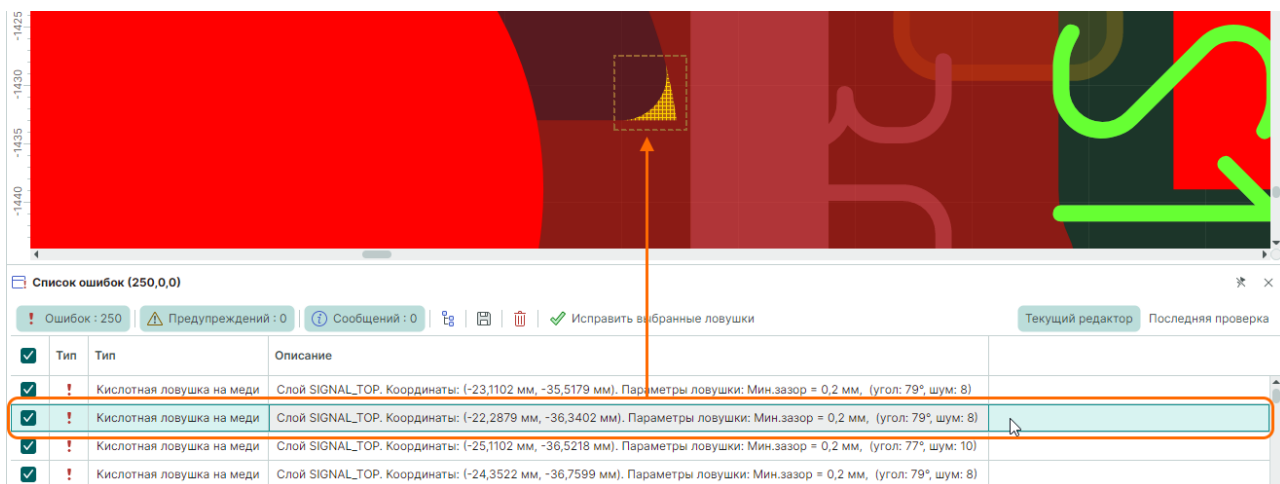 -1425
-1430
-1435
-1440
Список ошибок (250,0,0)
Ошибок : 250 Предупреждений : 0 Сообщений : 0 Исправить выбранные ловушки Текущий редактор Последняя проверка
Тип Тип Описание
Кислотная ловушка на меди Слой SIGNAL_TOP. Координаты: (-23,1102 мм, -35,5179 мм). Параметры ловушки: Мин.зазор = 0,2 мм, (угол: 79°, шум: 8)
Кислотная ловушка на меди Слой SIGNAL_TOP. Координаты: (-22,2879 мм, -36,3402 мм). Параметры ловушки: Мин.зазор = 0,2 мм, (угол: 79°, шум: 8)
Кислотная ловушка на меди Слой SIGNAL_TOP. Координаты: (-25,1102 мм, -36,5218 мм). Параметры ловушки: Мин.зазор = 0,2 мм, (угол: 77°, шум: 10)
Кислотная ловушка на меди Слой SIGNAL_TOP. Координаты: (-24,3522 мм, -36,7599 мм). Параметры ловушки: Мин.зазор = 0,2 мм, (угол: 79°, шум: 8)